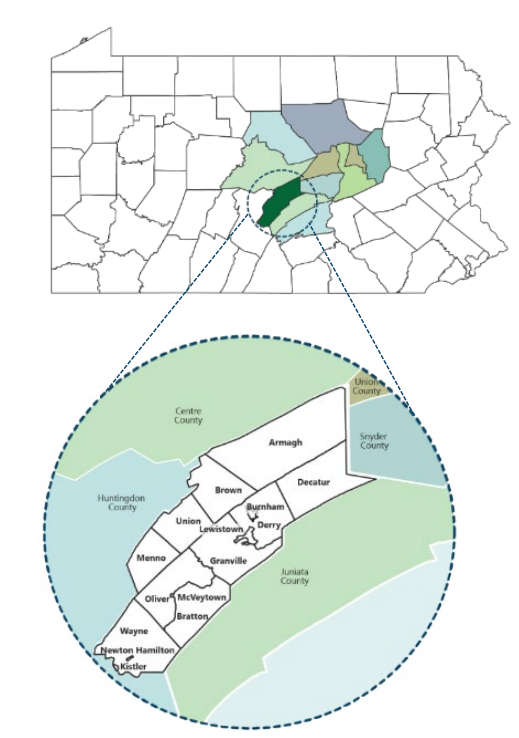 Union
County
Centre
County
Snyder
County
Armagh
Decatur
Brown
Huntingdon
County
Burnham
Union
Lewistown
Derry
Menno
Granville
Juniata
County
Oliver
McVeytown
Bratton
Wayne
Newton Hamilton
Kistler